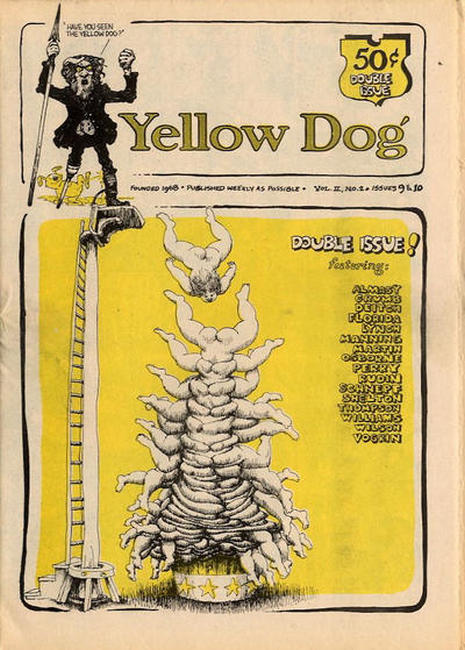 "HAVE YOU SEEN
THE YELLOW DOG?"
50¢
DOUBLE
ISSUE
Yellow Dog
FOUNDED 1968 • PUBLISHED WEEKLY AS POSSIBLE • VOL. II, NO. 2 • ISSUES 9 & 10
DOUBLE ISSUE!
featuring:
ALMASY
CRUMB
DEITCH
FLORIDA
LYNCH
MANNING
MARTIN
OSBORNE
PERRY
RUDIN
SCHNEPF
SHELTON
THOMPSON
WILLIAMS
WILSON
VOGKIN